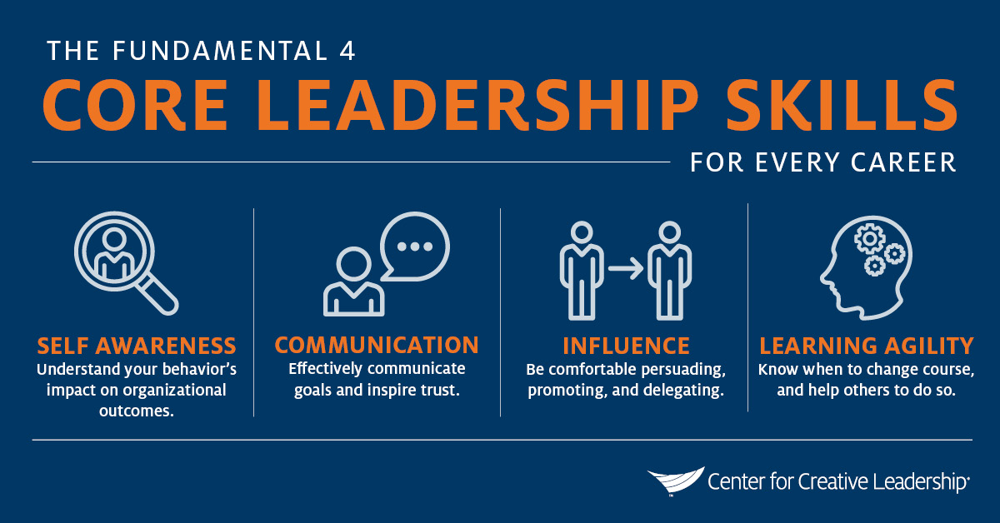 THE FUNDAMENTAL 4
CORE LEADERSHIP SKILLS
FOR EVERY CAREER
SELF AWARENESS
Understand your behavior's
impact on organizational
outcomes.
COMMUNICATION
Effectively communicate
goals and inspire trust.
INFLUENCE
Be comfortable persuading,
promoting, and delegating.
LEARNING AGILITY
Know when to change course,
and help others to do so.
Center for Creative Leadership®
™